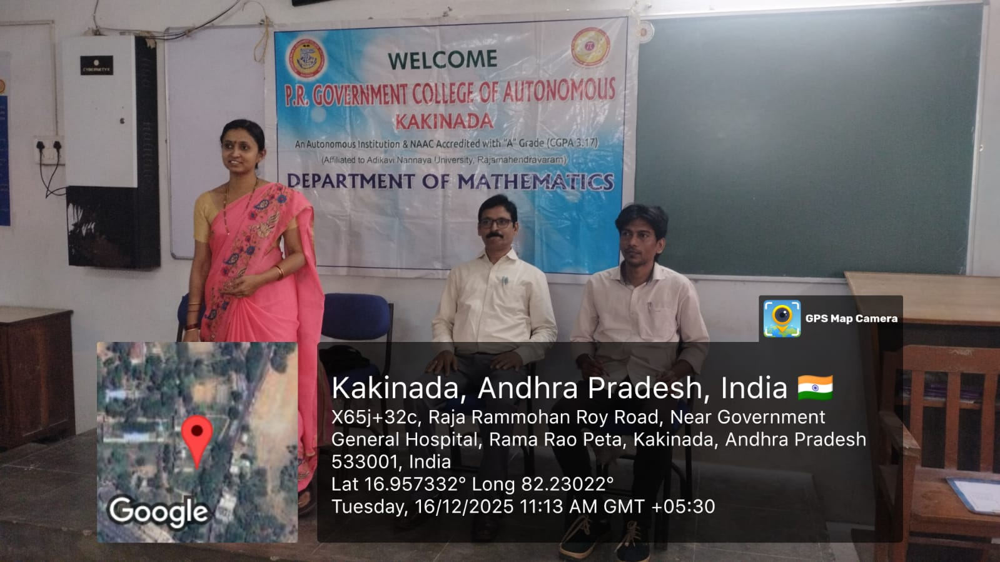 CYBERNETYX
WELCOME
P.R. GOVERNMENT COLLEGE OF AUTONOMOUS
KAKINADA
An Autonomous Institution & NAAC Accredited with "A" Grade (CGPA 3.17)
(Affiliated to Adikavi Nannaya University, Rajamahendravaram)
DEPARTMENT OF MATHEMATICS
π
GPS Map Camera
Kakinada, Andhra Pradesh, India
X65j+32c, Raja Rammohan Roy Road, Near Government
General Hospital, Rama Rao Peta, Kakinada, Andhra Pradesh
533001, India
Lat 16.957332° Long 82.23022°
Tuesday, 16/12/2025 11:13 AM GMT +05:30
Google